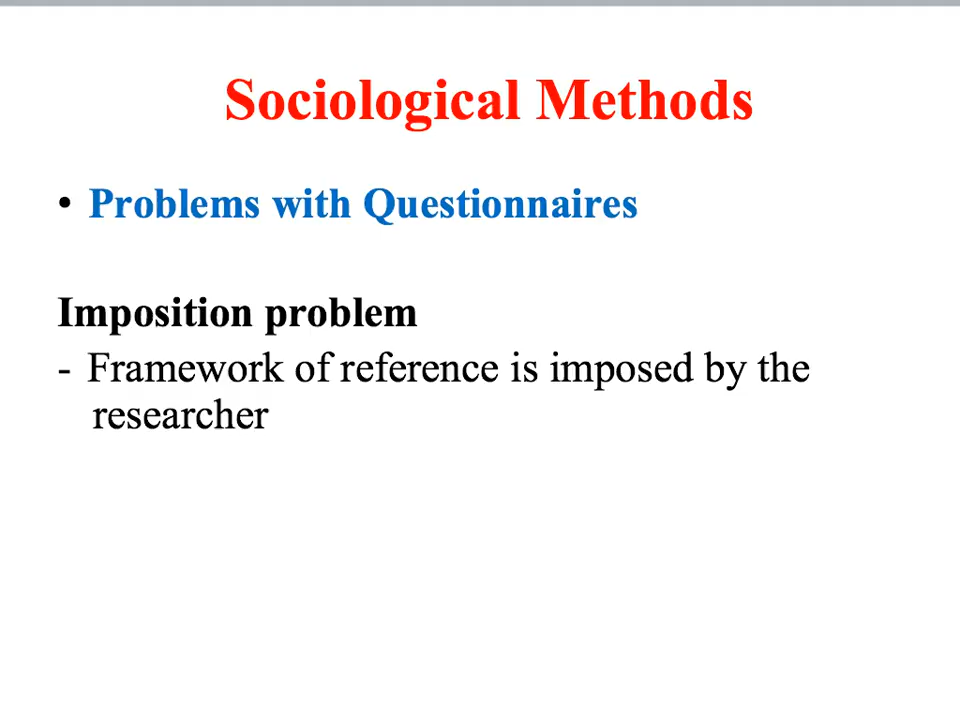 Sociological Methods
• Problems with Questionnaires
Imposition problem
- Framework of reference is imposed by the
researcher